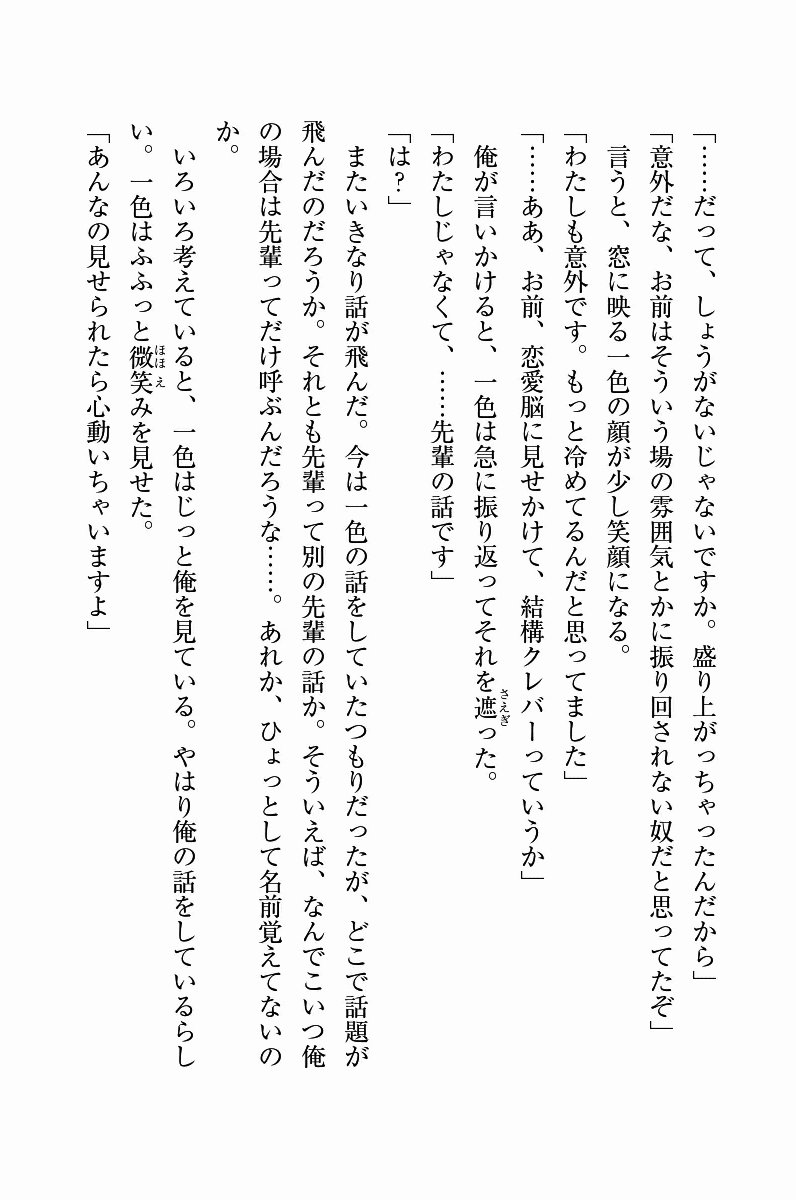 「……だって、しょうがないじゃないですか。盛り上がっちゃったんだから」
「意外だな、お前はそういう場の雰囲気とかに振り回されない奴だと思ってたぞ」
言うと、窓に映る一色の顔が少し笑顔になる。
「わたしも意外です。もっと冷めてるんだと思ってました」
「……ああ、お前、恋愛脳に見せかけて、結構クレバーっていうか」
俺が言いかけると、一色は急に振り返ってそれを遮った。
さえぎ
「わたしじゃなくて、……先輩の話です」
「は？」
またいきなり話が飛んだ。今は一色の話をしていたつもりだったが、どこで話題が
飛んだのだろうか。それとも先輩って別の先輩の話か。そういえば、なんでこいつ俺
の場合は先輩ってだけ呼ぶんだろうな……。あれか、ひょっとして名前覚えてないの
か。
いろいろ考えていると、一色はじっと俺を見ている。やはり俺の話をしているらし
い。一色はふふっと微笑みを見せた。
ほほえ
「あんなの見せられたら心動いちゃいますよ」